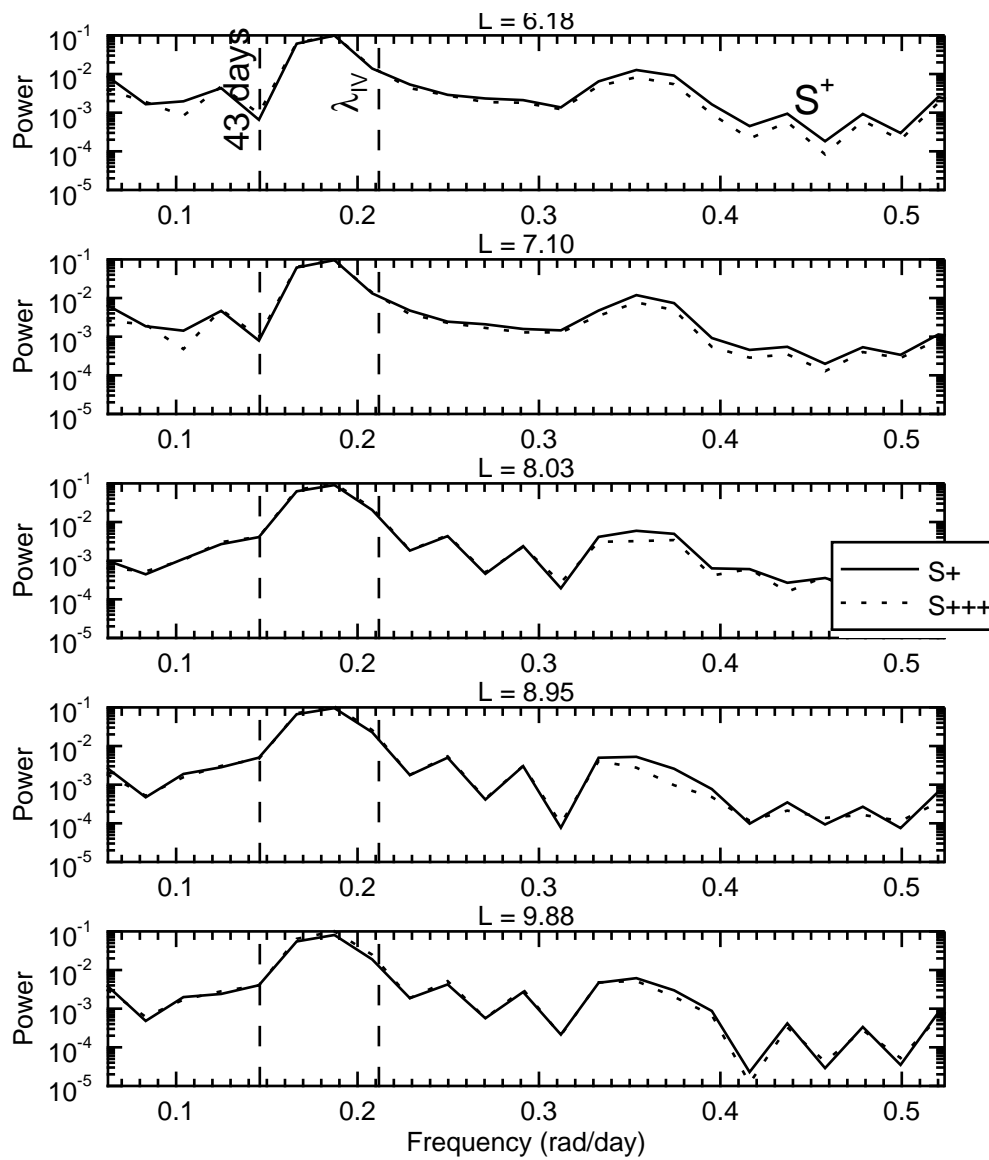 L = 6.18
Power
10^-1
10^-2
10^-3
10^-4
10^-5
43 days
λ_IV
S^+
0.1 0.2 0.3 0.4 0.5
L = 7.10
Power
10^-1
10^-2
10^-3
10^-4
10^-5
0.1 0.2 0.3 0.4 0.5
L = 8.03
Power
10^-1
10^-2
10^-3
10^-4
10^-5
S+
S+++
0.1 0.2 0.3 0.4 0.5
L = 8.95
Power
10^-1
10^-2
10^-3
10^-4
10^-5
0.1 0.2 0.3 0.4 0.5
L = 9.88
Power
10^-1
10^-2
10^-3
10^-4
10^-5
0.1 0.2 0.3 0.4 0.5
Frequency (rad/day)